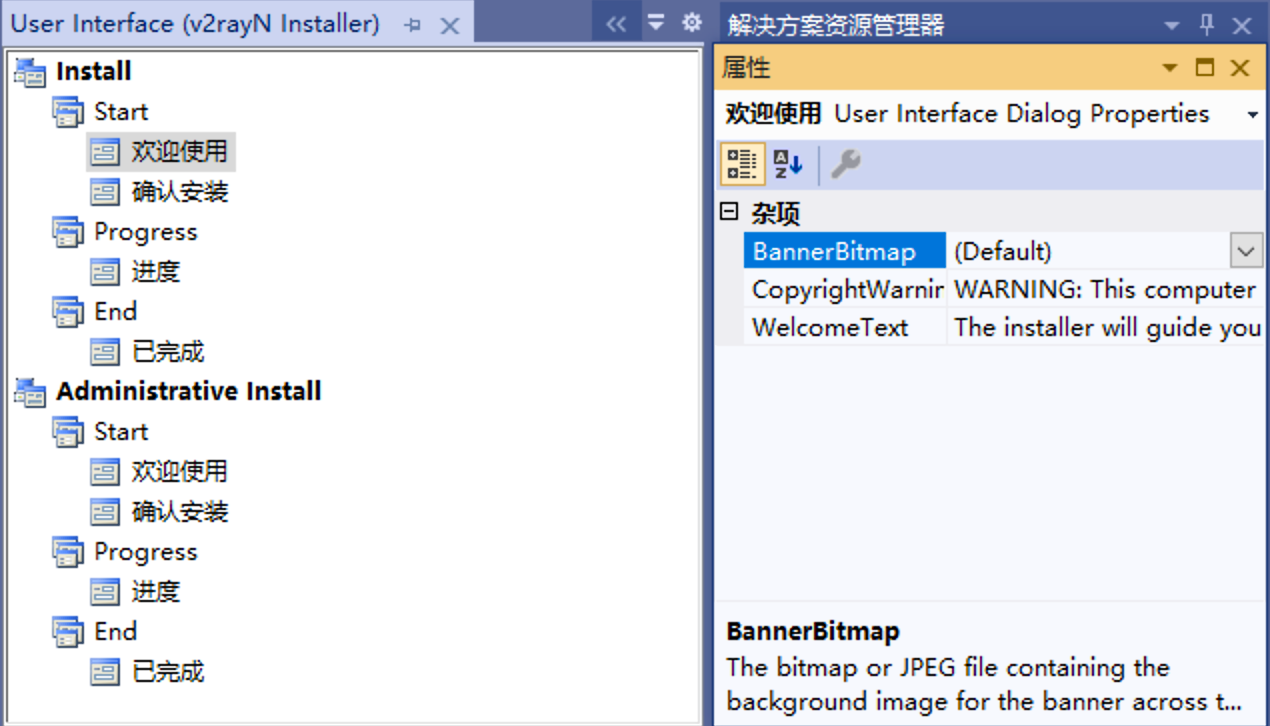 User Interface (v2rayN Installer)
Install
Start
欢迎使用
确认安装
Progress
进度
End
已完成
Administrative Install
Start
欢迎使用
确认安装
Progress
进度
End
已完成
解决方案资源管理器
属性
欢迎使用 User Interface Dialog Properties
杂项
BannerBitmap (Default)
CopyrightWarnin WARNING: This computer
WelcomeText The installer will guide you
BannerBitmap
The bitmap or JPEG file containing the
background image for the banner across t...